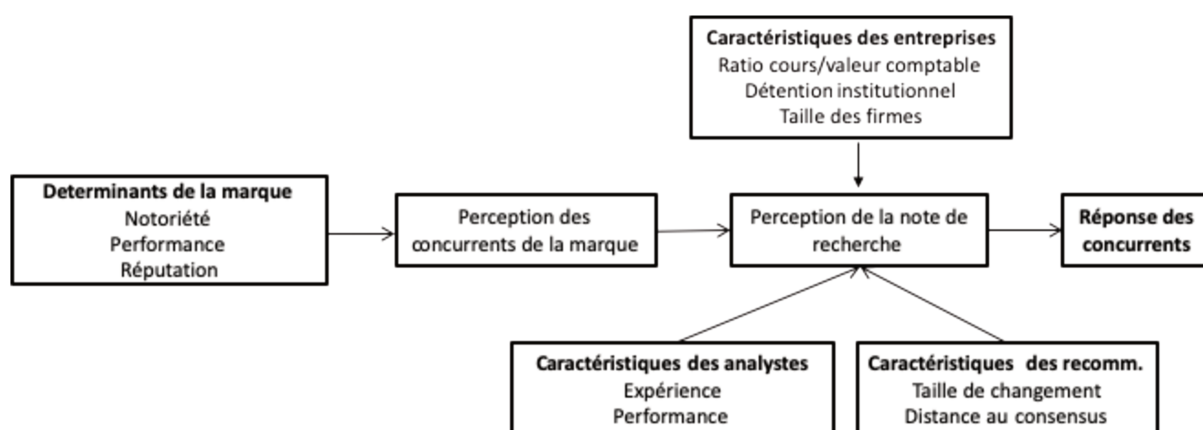 Caractéristiques des entreprises
Ratio cours/valeur comptable
Détention institutionnel
Taille des firmes
Determinants de la marque
Notoriété
Performance
Réputation
Perception des
concurrents de la marque
Perception de la note de
recherche
Réponse des
concurrents
Caractéristiques des analystes
Expérience
Performance
Caractéristiques des recomm.
Taille de changement
Distance au consensus